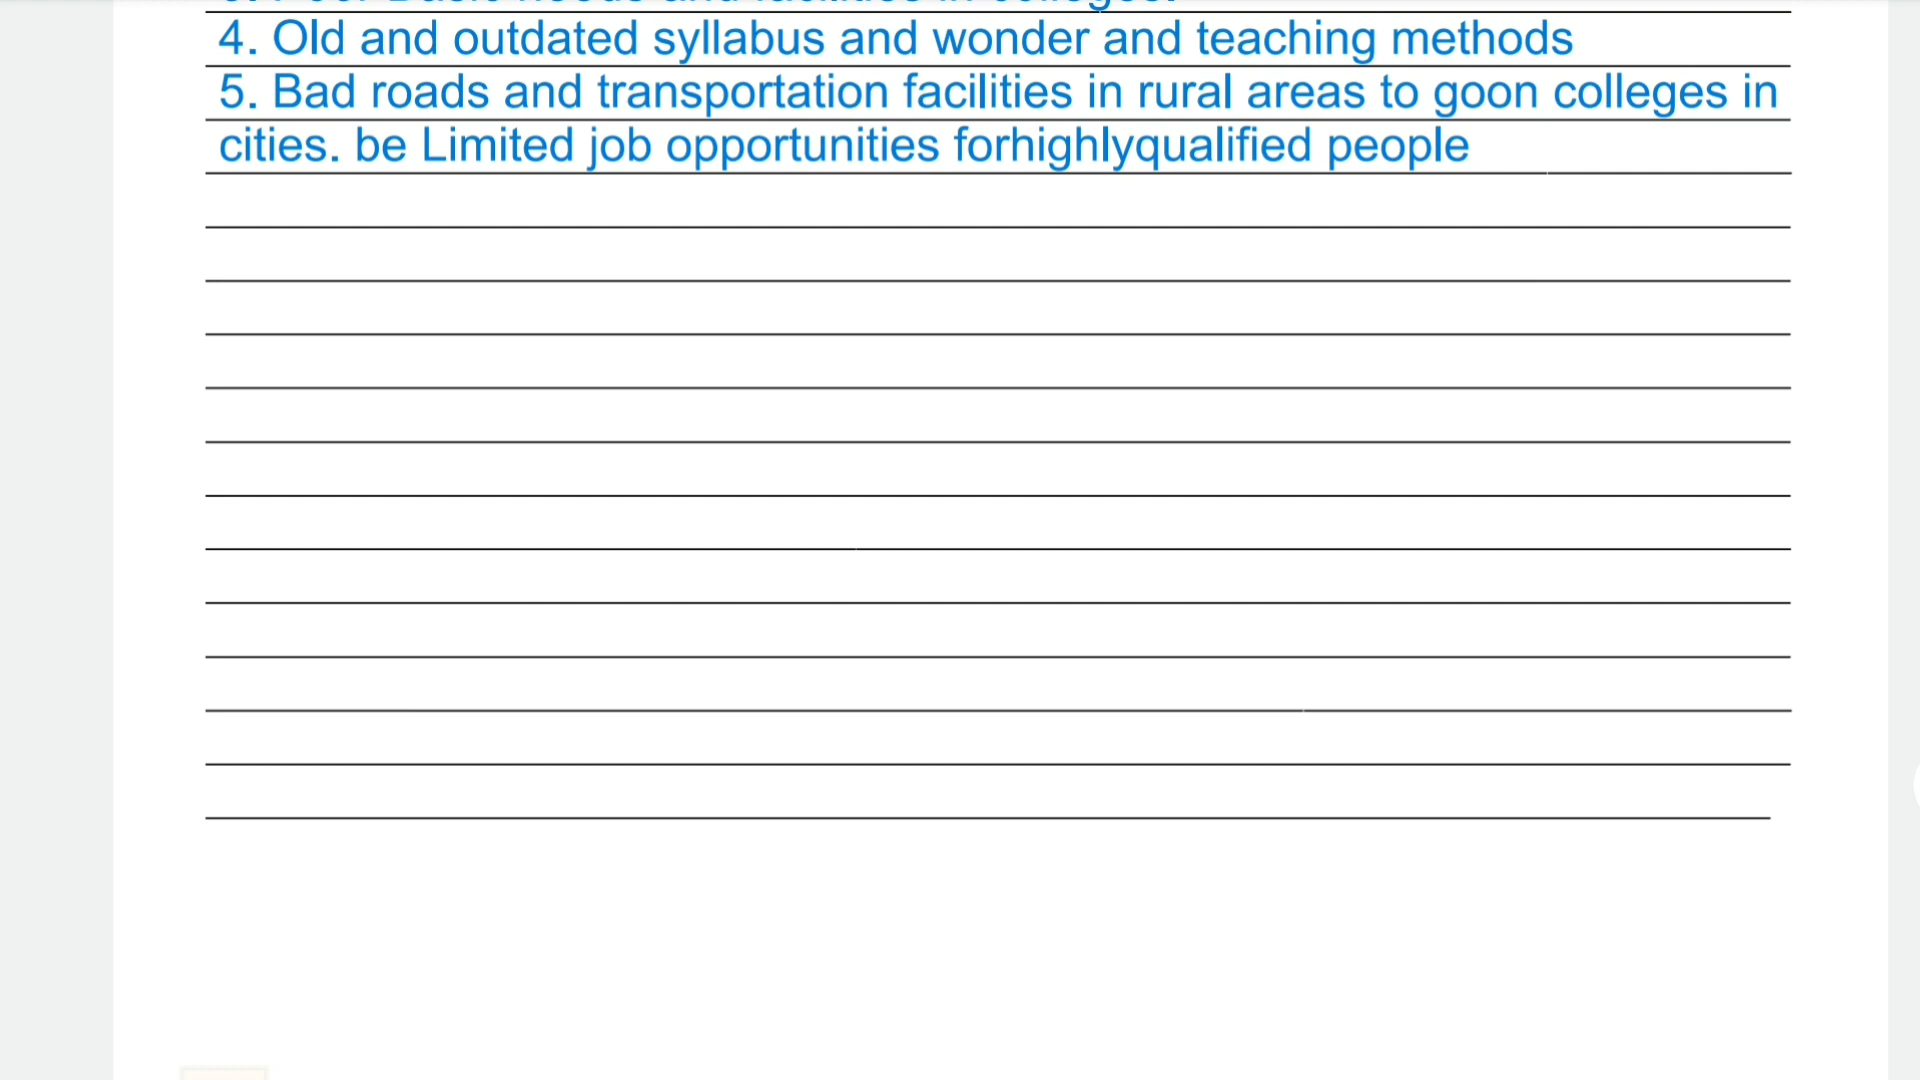 4. Old and outdated syllabus and wonder and teaching methods
5. Bad roads and transportation facilities in rural areas to goon colleges in
cities. be Limited job opportunities forhighlyqualified people